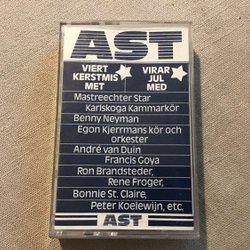 AST
VIERT VIRAR
KERSTMIS JUL
MET MED
Mastreechter Star
Karlskoga Kammarkör
Benny Neyman
Egon Kjerrmans kör och
orkester
André van Duin
Francis Goya
Ron Brandsteder,
Rene Froger,
Bonnie St. Claire,
Peter Koelewijn, etc.
AST